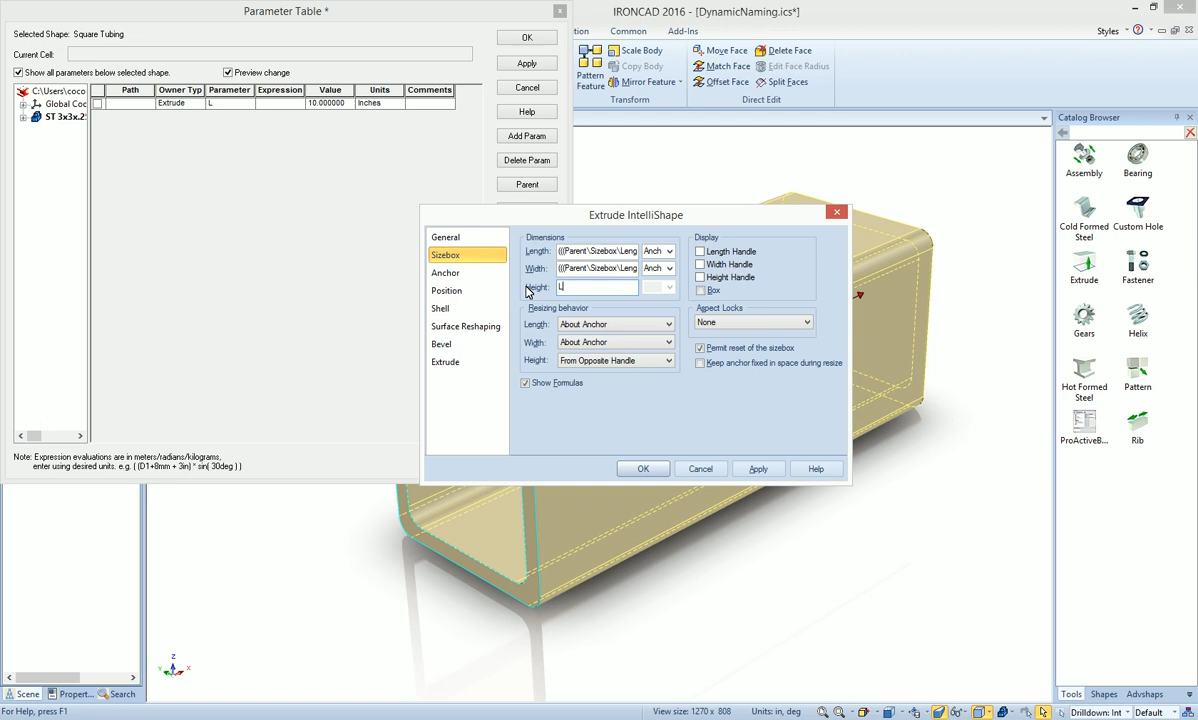 Parameter Table *
IRONCAD 2016 - [DynamicNaming.ics*]
Selected Shape: Square Tubing
OK
tion Common Add-Ins
Styles
Current Cell:
Apply
Show all parameters below selected shape.
Preview change
Cancel
Help
Add Param
Delete Param
Parent
C:\Users\coco
Global Coc
ST 3x3x.2
Path Owner Typ Parameter Expression Value Units Comments
Extrude L 10.000000 Inches
Pattern
Feature
Scale Body
Copy Body
Mirror Feature
Transform
Move Face
Match Face
Offset Face
Delete Face
Edit Face Radius
Split Faces
Direct Edit
Catalog Browser
Assembly
Bearing
Cold Formed
Steel
Custom Hole
Extrude
Fastener
Gears
Helix
Hot Formed
Steel
Pattern
ProActiveB...
Rib
Extrude IntelliShape
General
Sizebox
Anchor
Position
Shell
Surface Reshaping
Bevel
Extrude
Dimensions
Length: (((Parent\Sizebox\Leng Anch
Width: (((Parent\Sizebox\Leng Anch
Height: L
Resizing behavior
Length: About Anchor
Width: About Anchor
Height: From Opposite Handle
Show Formulas
Display
Length Handle
Width Handle
Height Handle
Box
Aspect Locks
None
Permit reset of the sizebox
Keep anchor fixed in space during resize
OK
Cancel
Apply
Help
Note: Expression evaluations are in meters/radians/kilograms,
enter using desired units. e.g. ( (D1+8mm + 3in) * sin( 30deg ) )
Z
Y
X
Scene Propert... Search
Tools Shapes Advshaps
For Help, press F1
View size: 1270 x 808
Units: in, deg
Drilldown: Int
Default